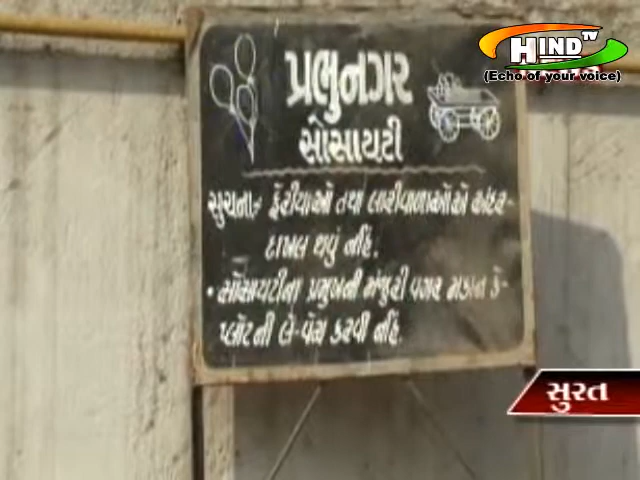 HIND TV
(Echo of your voice)
પ્રભુનગર
સોસાયટી
સુચના:- ફેરીવાઓ તથા લારીવાળાઓએ અંદર-
દાખલ થવું નહિં.
• સોસાયટીના પ્રમુખની મંજુરી વગર મકાન કે-
પ્લોટની લે-વેચ કરવી નહિં.
સુરત